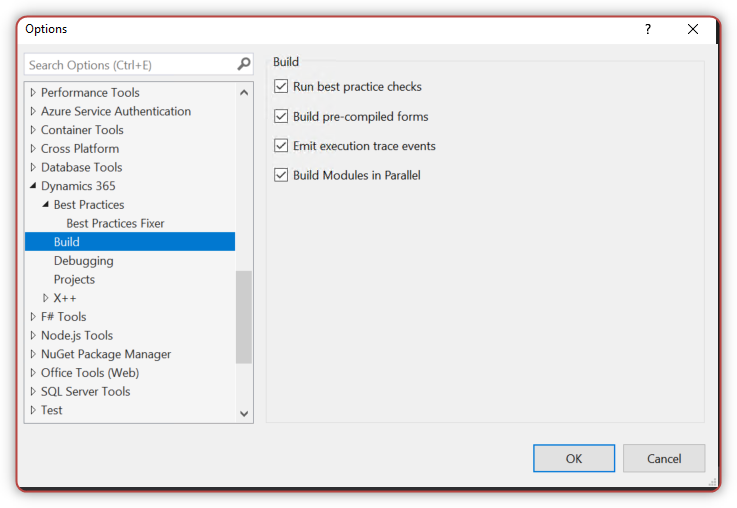 Options
?
Search Options (Ctrl+E)
Performance Tools
Azure Service Authentication
Container Tools
Cross Platform
Database Tools
Dynamics 365
Best Practices
Best Practices Fixer
Build
Debugging
Projects
X++
F# Tools
Node.js Tools
NuGet Package Manager
Office Tools (Web)
SQL Server Tools
Test
Build
Run best practice checks
Build pre-compiled forms
Emit execution trace events
Build Modules in Parallel
OK
Cancel